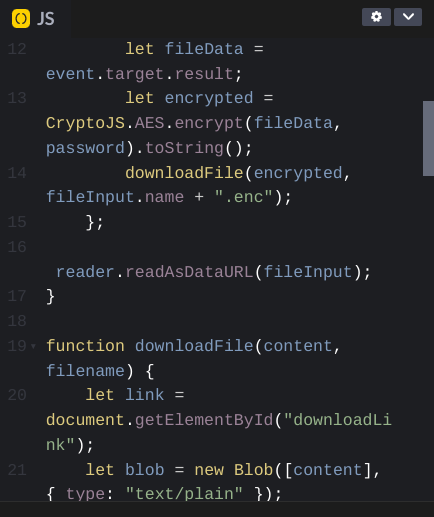 () JS
12 let fileData =
event.target.result;
13 let encrypted =
CryptoJS.AES.encrypt(fileData,
password).toString();
14 downloadFile(encrypted,
fileInput.name + ".enc");
15 };
16
reader.readAsDataURL(fileInput);
17 }
18
19 function downloadFile(content,
filename) {
20 let link =
document.getElementById("downloadLi
nk");
21 let blob = new Blob([content],
{ type: "text/plain" });